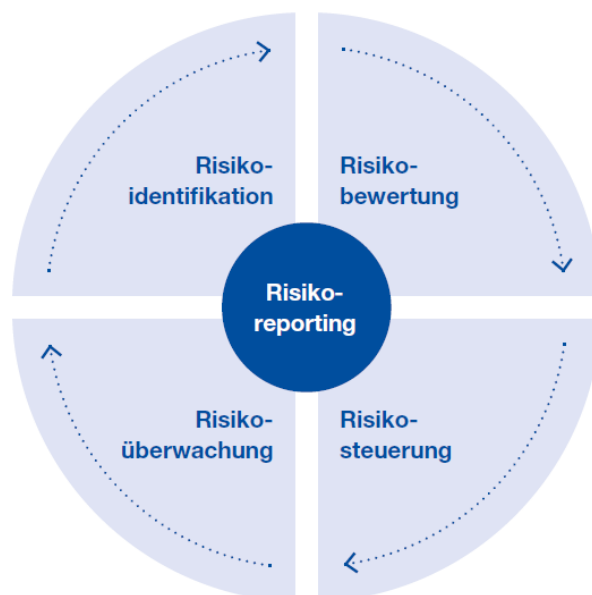 Risiko-
identifikation
Risiko-
bewertung
Risiko-
reporting
Risiko-
überwachung
Risiko-
steuerung